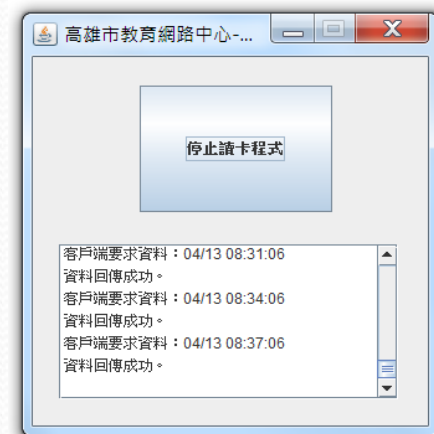 高雄市教育網路中心-...
停止讀卡程式
客戶端要求資料：04/13 08:31:06
資料回傳成功。
客戶端要求資料：04/13 08:34:06
資料回傳成功。
客戶端要求資料：04/13 08:37:06
資料回傳成功。